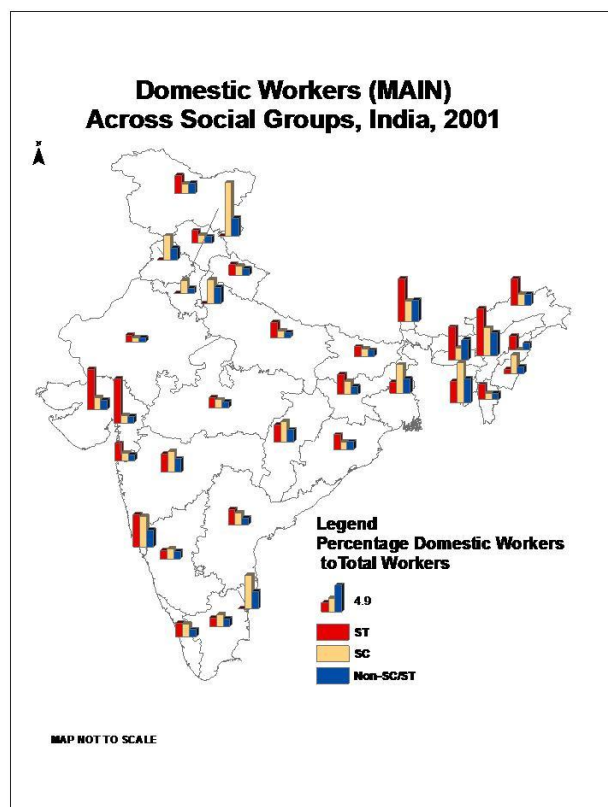 Domestic Workers (MAIN)
Across Social Groups, India, 2001
N
Legend
Percentage Domestic Workers
toTotal Workers
4.9
ST
SC
Non-SC/ST
MAP NOT TO SCALE